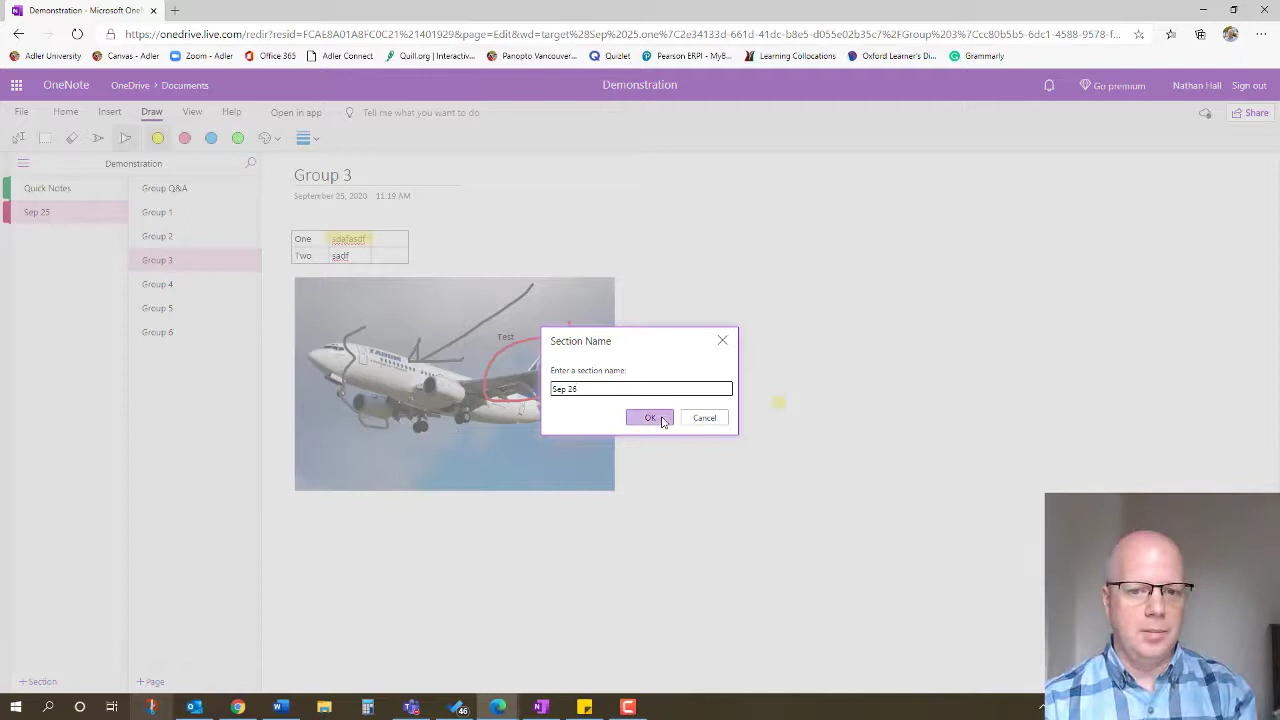 Demonstration - Microsoft One
https://onedrive.live.com/redir?resid=FCAE8A01A8FC0C21%21401929&page=Edit&wd=target%28Sep%2025.one%7C2e34133d-661d-41dc-b8e5-d055e02b35c7%2FGroup%203%7Ccc80b5b5-6dc1-4588-9578-f...
Adler University
Canvas - Adler
Zoom - Adler
Office 365
Adler Connect
Quill.org | Interactiv...
Panopto Vancouver...
Quizlet
Pearson ERPI - MyB...
Learning Collections
Oxford Learner's Di...
Grammarly
OneNote
OneDrive > Documents
Demonstration
Go premium
Nathan Hall
Sign out
File
Home
Insert
Draw
View
Help
Open in app
Tell me what you want to do
Share
Demonstration
Quick Notes
Sep 25
Group Q&A
Group 1
Group 2
Group 3
Group 4
Group 5
Group 6
Group 3
September 25, 2020 11:19 AM
One sdafasdf
Two sadf
Test
TAROM
Section Name
Enter a section name:
Sep 26
OK
Cancel
+ Section
+ Page
46